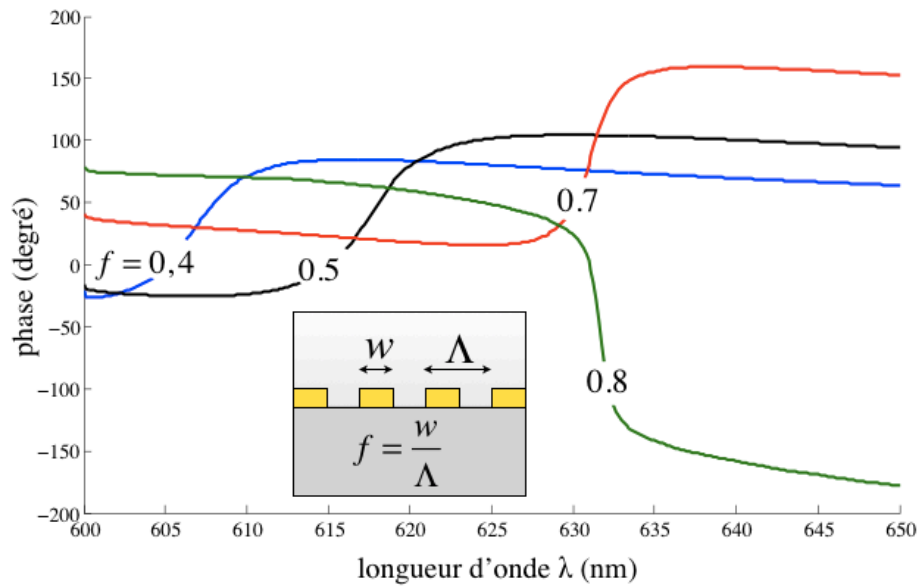 200
150
100
50
0
−50
−100
−150
−200
phase (degré)
f = 0,4
0.5
0.7
0.8
w
Λ
f = w/Λ
600 605 610 615 620 625 630 635 640 645 650
longueur d'onde λ (nm)